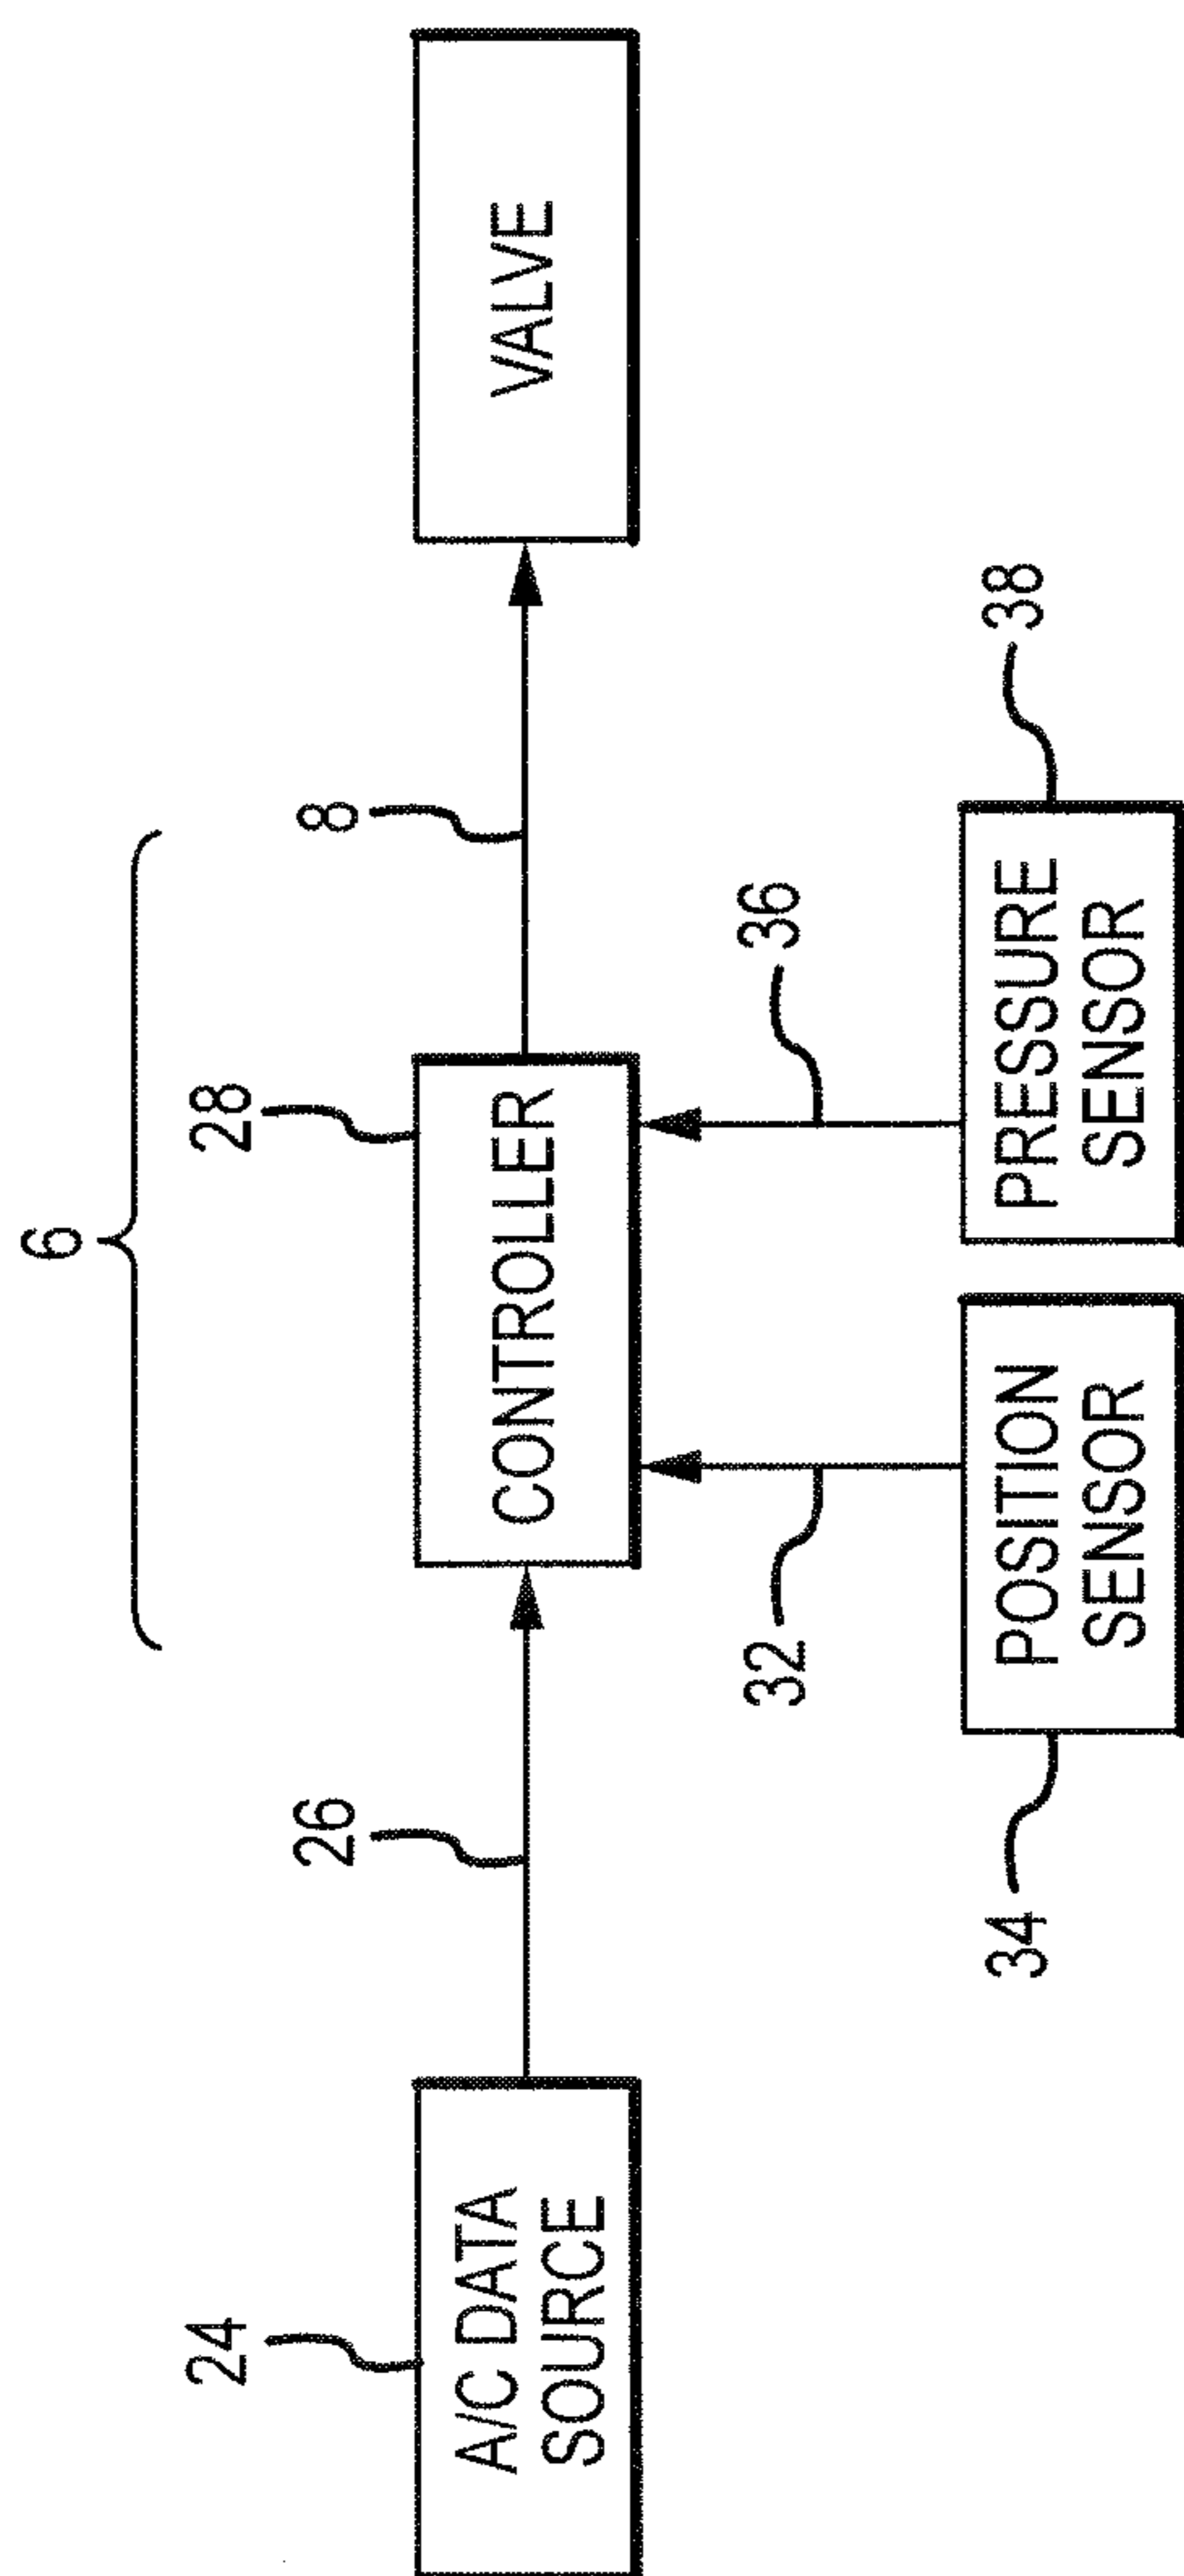 6
24
26
28
8
A/C DATA
SOURCE
CONTROLLER
VALVE
32
36
34
POSITION
SENSOR
PRESSURE
SENSOR
38